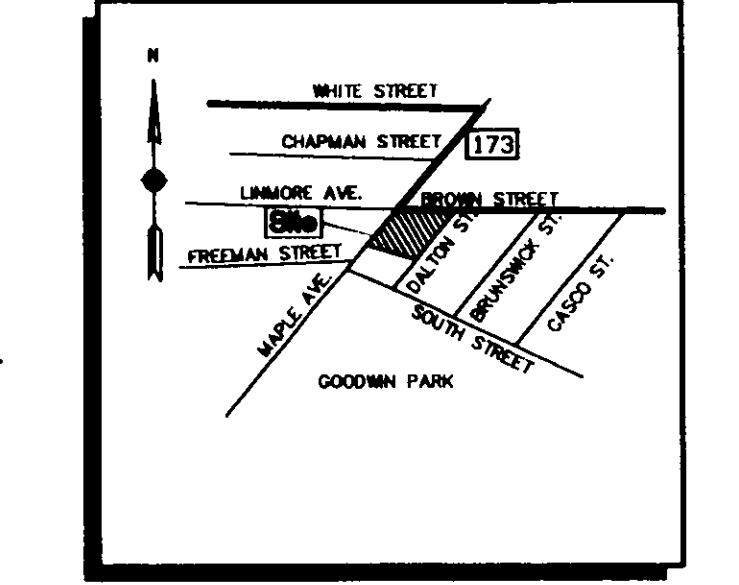 N
WHITE STREET
CHAPMAN STREET
173
LINMORE AVE.
BROWN STREET
Site
FREEMAN STREET
DALTON ST.
BRUNSWICK ST.
CASCO ST.
MAPLE AVE.
SOUTH STREET
GOODWIN PARK